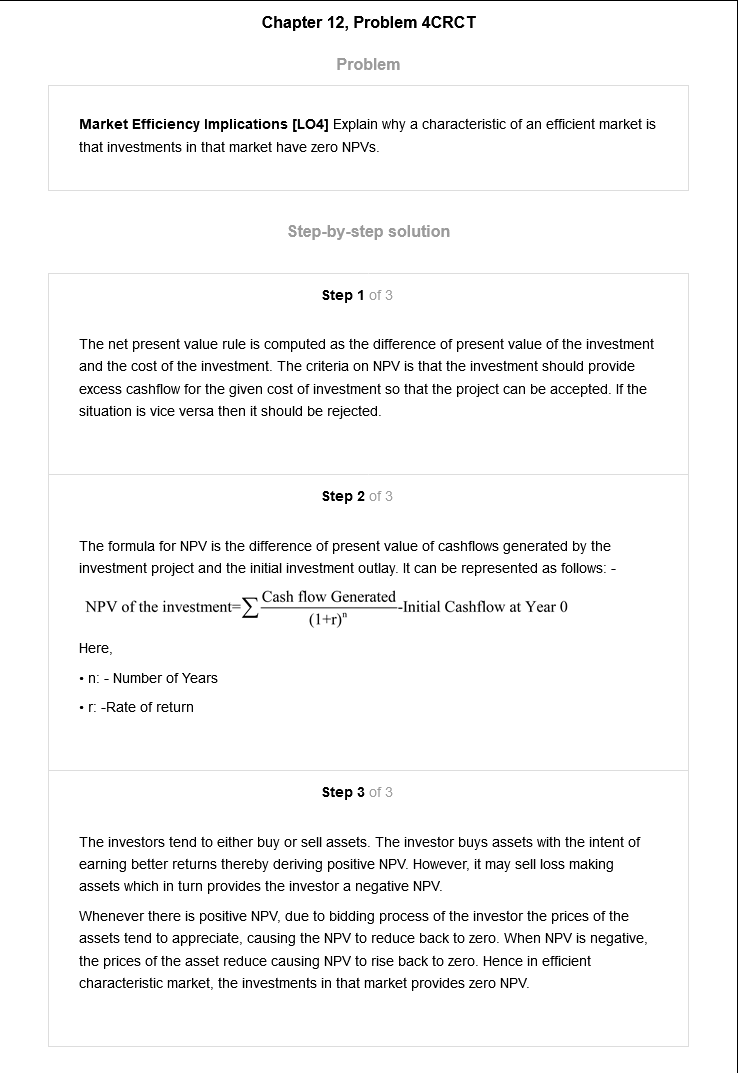 Chapter 12, Problem 4CRCT
Problem
Market Efficiency Implications [LO4] Explain why a characteristic of an efficient market is
that investments in that market have zero NPVs.
Step-by-step solution
Step 1 of 3
The net present value rule is computed as the difference of present value of the investment
and the cost of the investment. The criteria on NPV is that the investment should provide
excess cashflow for the given cost of investment so that the project can be accepted. If the
situation is vice versa then it should be rejected.
Step 2 of 3
The formula for NPV is the difference of present value of cashflows generated by the
investment project and the initial investment outlay. It can be represented as follows: -
NPV of the investment=∑ Cash flow Generated / (1+r)ⁿ -Initial Cashflow at Year 0
Here,
• n: - Number of Years
• r: -Rate of return
Step 3 of 3
The investors tend to either buy or sell assets. The investor buys assets with the intent of
earning better returns thereby deriving positive NPV. However, it may sell loss making
assets which in turn provides the investor a negative NPV.
Whenever there is positive NPV, due to bidding process of the investor the prices of the
assets tend to appreciate, causing the NPV to reduce back to zero. When NPV is negative,
the prices of the asset reduce causing NPV to rise back to zero. Hence in efficient
characteristic market, the investments in that market provides zero NPV.